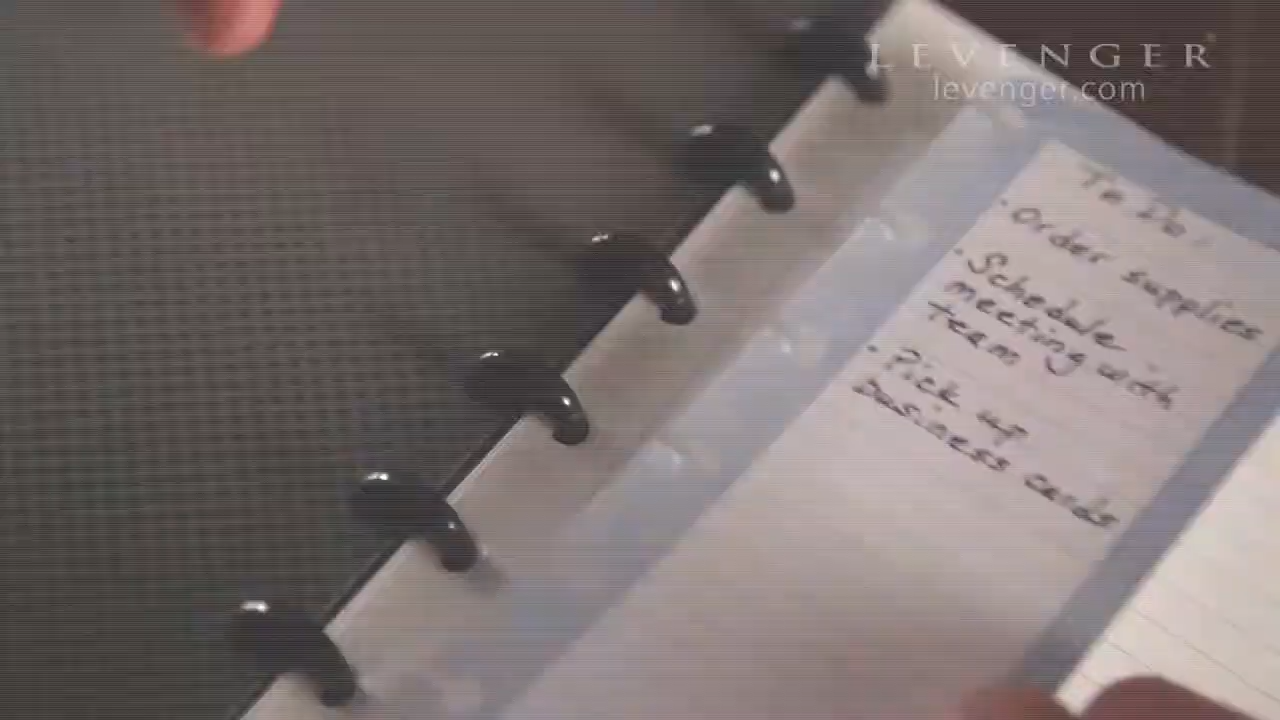 LEVENGER
levenger.com
To Do:
· Order supplies
· Schedule
meeting with
team
· Pick up
business cards